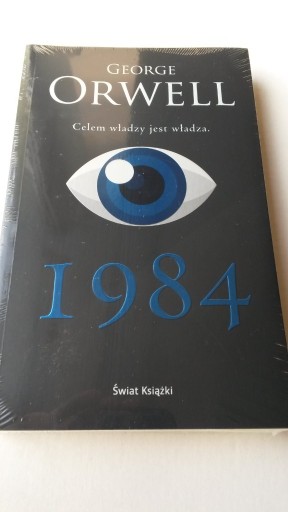 GEORGE
ORWELL
Celem władzy jest władza.
1984
Świat Książki